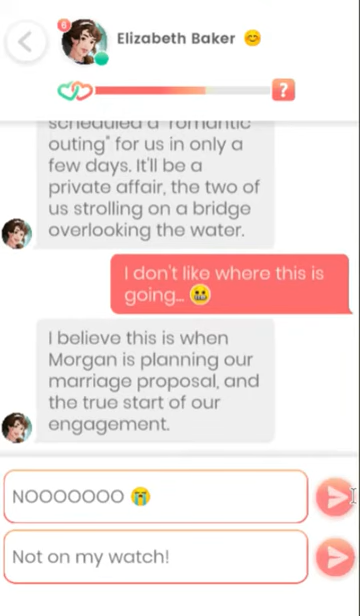 6
Elizabeth Baker 😊
?
scheduled a "romantic
outing" for us in only a
few days. It'll be a
private affair, the two of
us strolling on a bridge
overlooking the water.
I don't like where this is
going... 😬
I believe this is when
Morgan is planning our
marriage proposal, and
the true start of our
engagement.
NOOOOOOO 😭
Not on my watch!